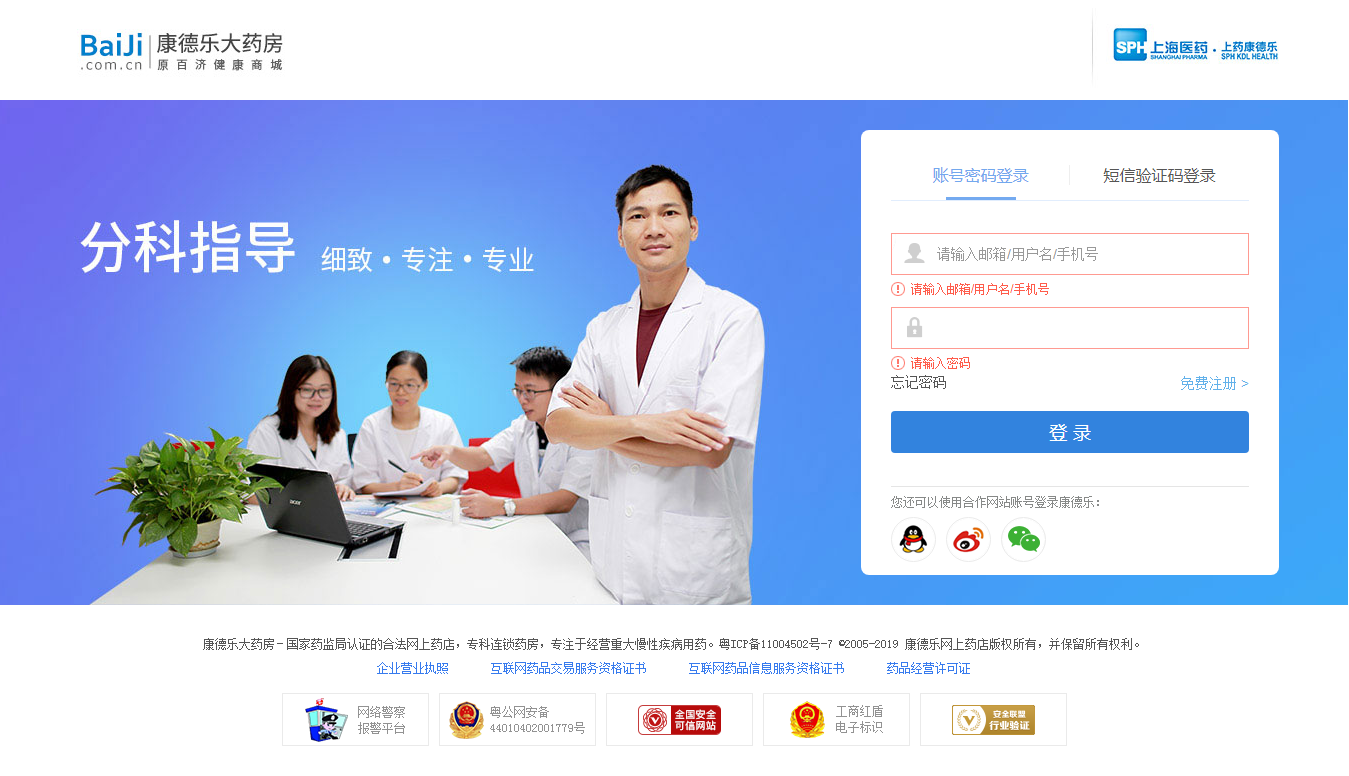 BaiJi
.com.cn
康德乐大药房
原百济健康商城
SPH 上海医药·上药康德乐
SHANGHAI PHARMA SPH KDL HEALTH
分科指导 细致·专注·专业
账号密码登录
短信验证码登录
请输入邮箱/用户名/手机号
请输入邮箱/用户名/手机号
请输入密码
忘记密码
免费注册 >
登 录
您还可以使用合作网站账号登录康德乐：
康德乐大药房－国家药监局认证的合法网上药店，专科连锁药房，专注于经营重大慢性疾病用药。粤ICP备11004502号-7 ©2005-2019 康德乐网上药店版权所有，并保留所有权利。
企业营业执照 互联网药品交易服务资格证书 互联网药品信息服务资格证书 药品经营许可证
网络警察
报警平台
粤公网安备
44010402001779号
全国安全
可信网站
工商红盾
电子标识
安全联盟
行业验证